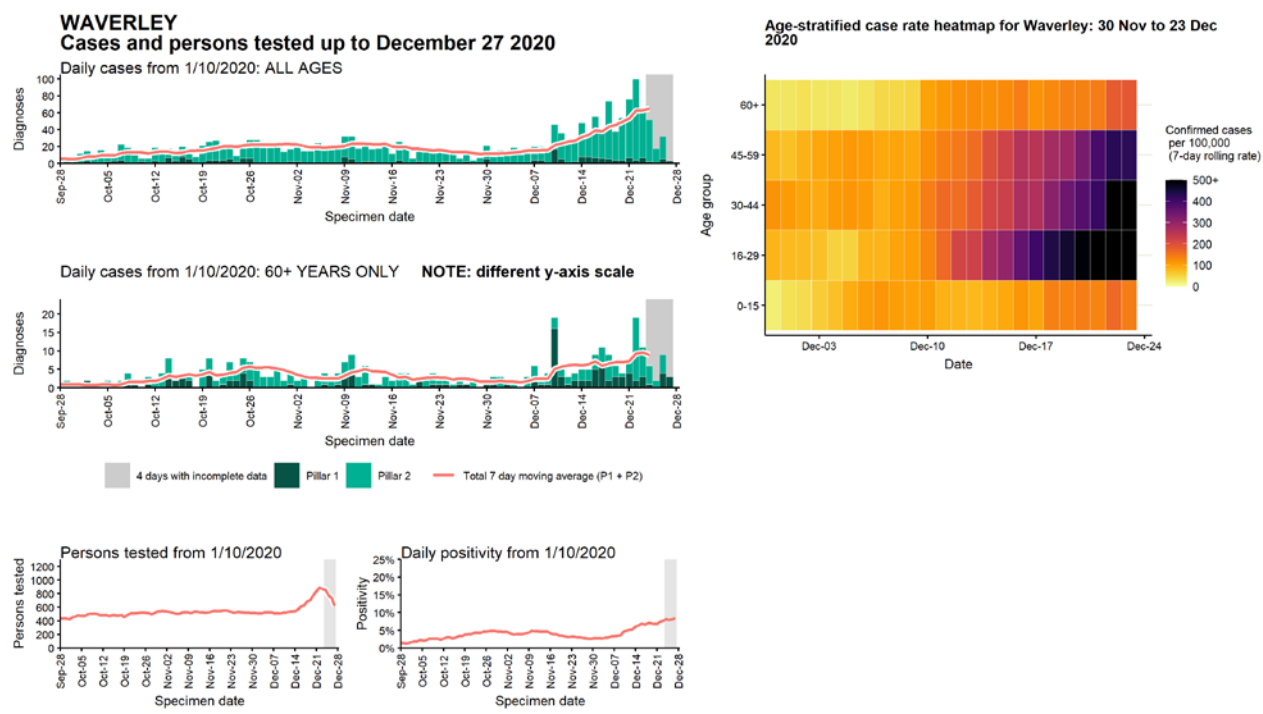 WAVERLEY
Cases and persons tested up to December 27 2020
Daily cases from 1/10/2020: ALL AGES
Diagnoses
100
80
60
40
20
0
Sep-28
Oct-05
Oct-12
Oct-19
Oct-26
Nov-02
Nov-09
Nov-16
Nov-23
Nov-30
Dec-07
Dec-14
Dec-21
Dec-28
Specimen date
Daily cases from 1/10/2020: 60+ YEARS ONLY NOTE: different y-axis scale
Diagnoses
20
15
10
5
0
Sep-28
Oct-05
Oct-12
Oct-19
Oct-26
Nov-02
Nov-09
Nov-16
Nov-23
Nov-30
Dec-07
Dec-14
Dec-21
Dec-28
Specimen date
4 days with incomplete data
Pillar 1
Pillar 2
Total 7 day moving average (P1 + P2)
Persons tested from 1/10/2020
Persons tested
1200
1000
800
600
400
200
0
Sep-28
Oct-05
Oct-12
Oct-19
Oct-26
Nov-02
Nov-09
Nov-16
Nov-23
Nov-30
Dec-07
Dec-14
Dec-21
Dec-28
Specimen date
Daily positivity from 1/10/2020
Positivity
25%
20%
15%
10%
5%
0%
Sep-28
Oct-05
Oct-12
Oct-19
Oct-26
Nov-02
Nov-09
Nov-16
Nov-23
Nov-30
Dec-07
Dec-14
Dec-21
Dec-28
Specimen date
Age-stratified case rate heatmap for Waverley: 30 Nov to 23 Dec
2020
Age group
60+
45-59
30-44
16-29
0-15
Dec-03
Dec-10
Dec-17
Dec-24
Date
Confirmed cases
per 100,000
(7-day rolling rate)
500+
400
300
200
100
0